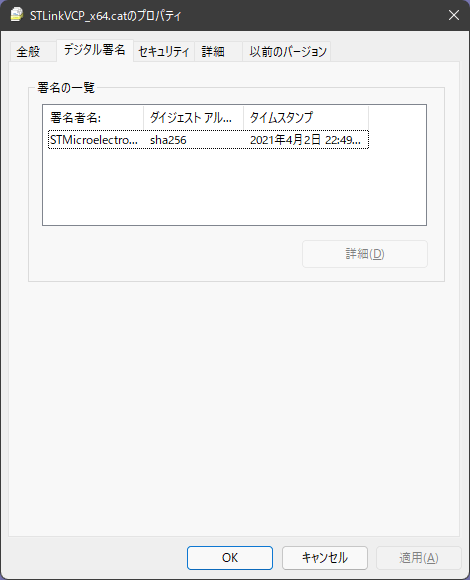 STLinkVCP_x64.catのプロパティ
全般 デジタル署名 セキュリティ 詳細 以前のバージョン
署名の一覧
署名者名: ダイジェスト アル... タイムスタンプ
STMicroelectro... sha256 2021年4月2日 22:49...
詳細(D)
OK キャンセル 適用(A)